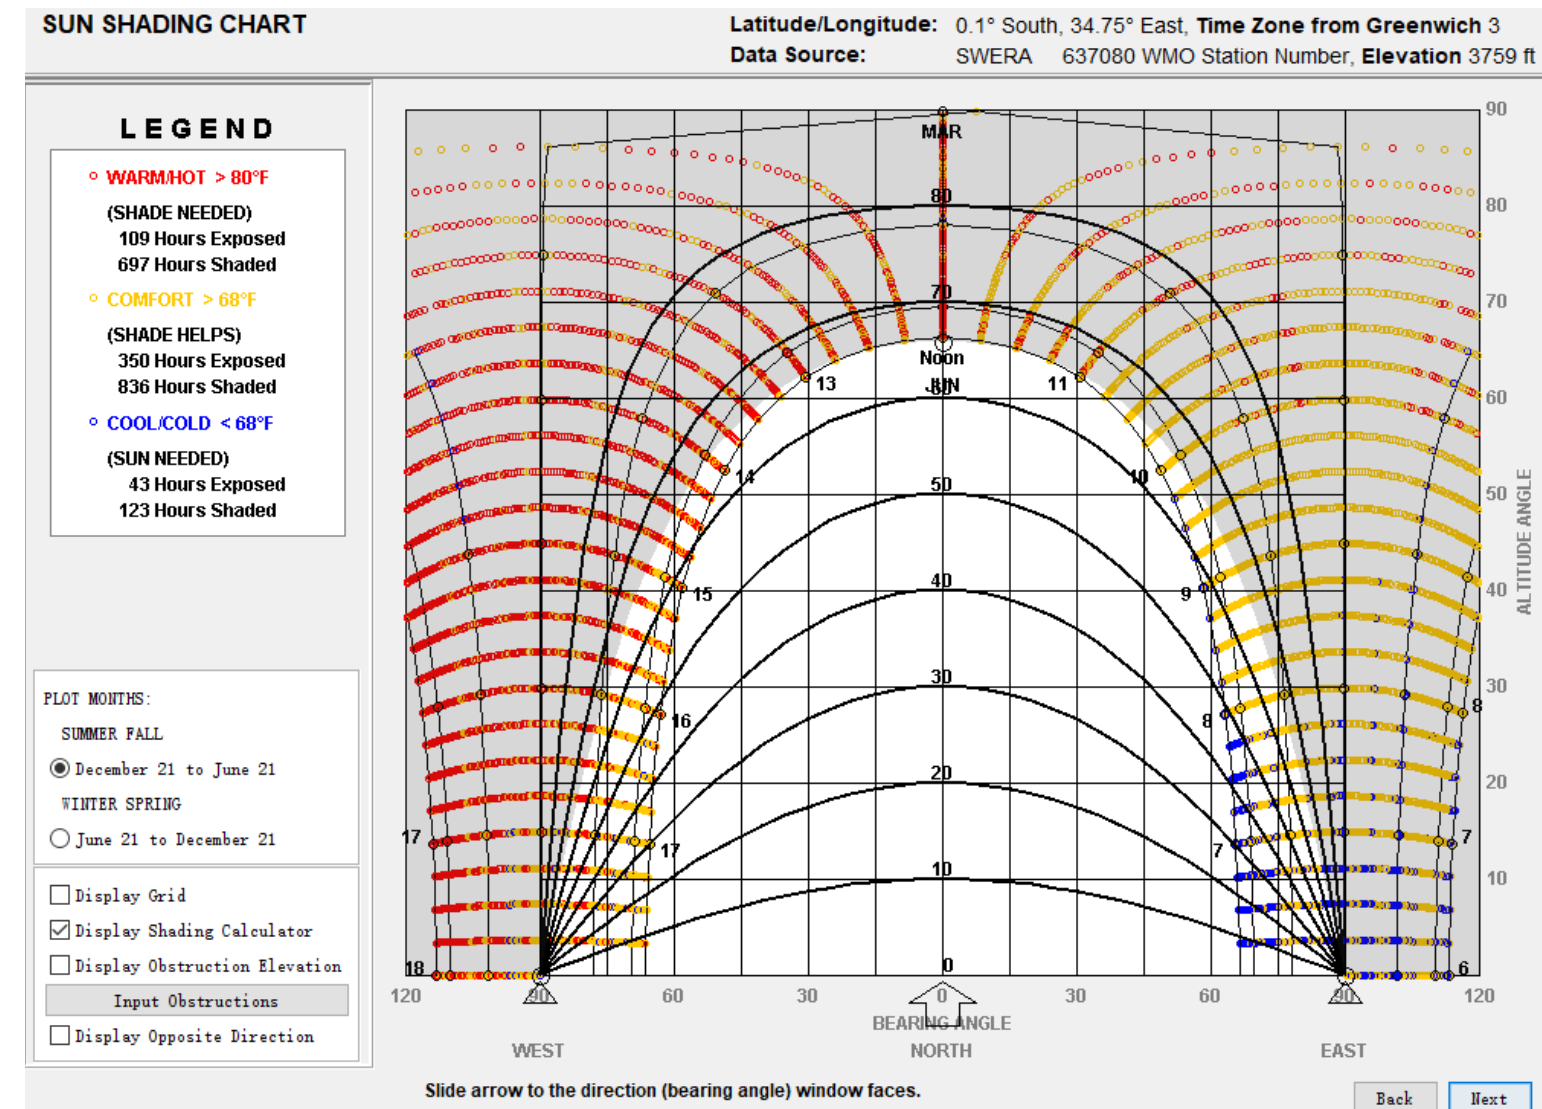 SUN SHADING CHART
Latitude/Longitude: 0.1° South, 34.75° East, Time Zone from Greenwich 3
Data Source: SWERA 637080 WMO Station Number, Elevation 3759 ft
LEGEND
WARM/HOT > 80°F
(SHADE NEEDED)
109 Hours Exposed
697 Hours Shaded
COMFORT > 68°F
(SHADE HELPS)
350 Hours Exposed
836 Hours Shaded
COOL/COLD < 68°F
(SUN NEEDED)
43 Hours Exposed
123 Hours Shaded
PLOT MONTHS:
SUMMER FALL
December 21 to June 21
WINTER SPRING
June 21 to December 21
Display Grid
Display Shading Calculator
Display Obstruction Elevation
Input Obstructions
Display Opposite Direction
MAR
80
70
Noon
JUN
60
50
40
30
20
10
0
13
14
15
16
17
17
18
11
10
9
8
7
8
7
6
90
80
70
60
50
40
30
20
10
ALTITUDE ANGLE
120 90 60 30 0 30 60 90 120
BEARING ANGLE
WEST NORTH EAST
Slide arrow to the direction (bearing angle) window faces.
Back Next